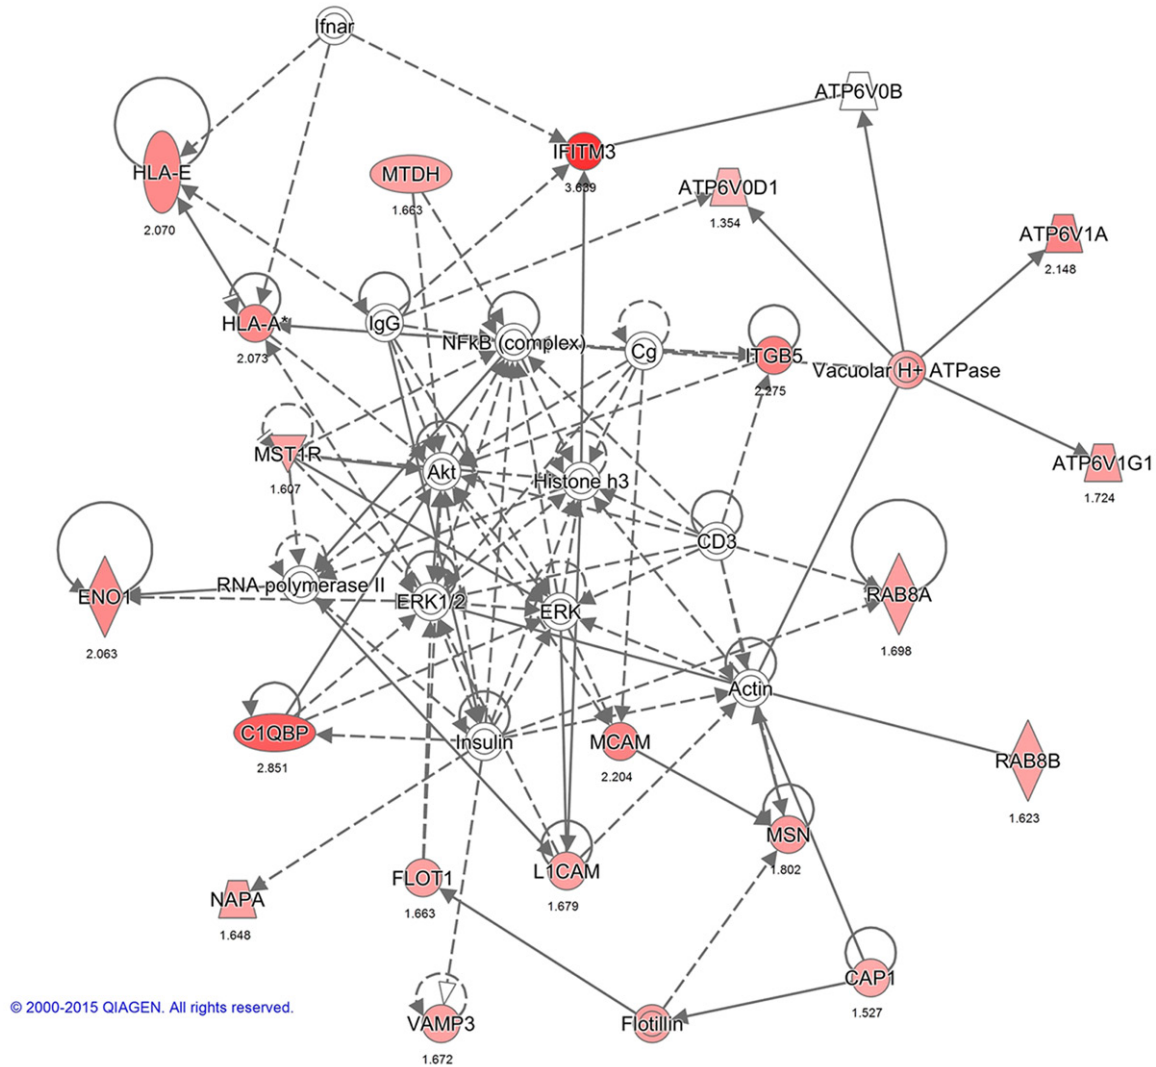 Ifnar
ATP6V0B
HLA-E
2.070
MTDH
1.663
IFITM3
3.639
ATP6V0D1
1.354
ATP6V1A
2.148
HLA-A*
2.073
IgG
NFkB (complex)
Cg
ITGB5
2.275
Vacuolar H+ ATPase
MST1R
1.607
Akt
Histone h3
ATP6V1G1
1.724
CD3
ENO1
2.063
RNA polymerase II
ERK1/2
ERK
RAB8A
1.698
Actin
C1QBP
2.851
Insulin
MCAM
2.204
RAB8B
1.623
MSN
1.802
NAPA
1.648
FLOT1
1.663
L1CAM
1.679
CAP1
1.527
© 2000-2015 QIAGEN. All rights reserved.
VAMP3
1.672
Flotillin